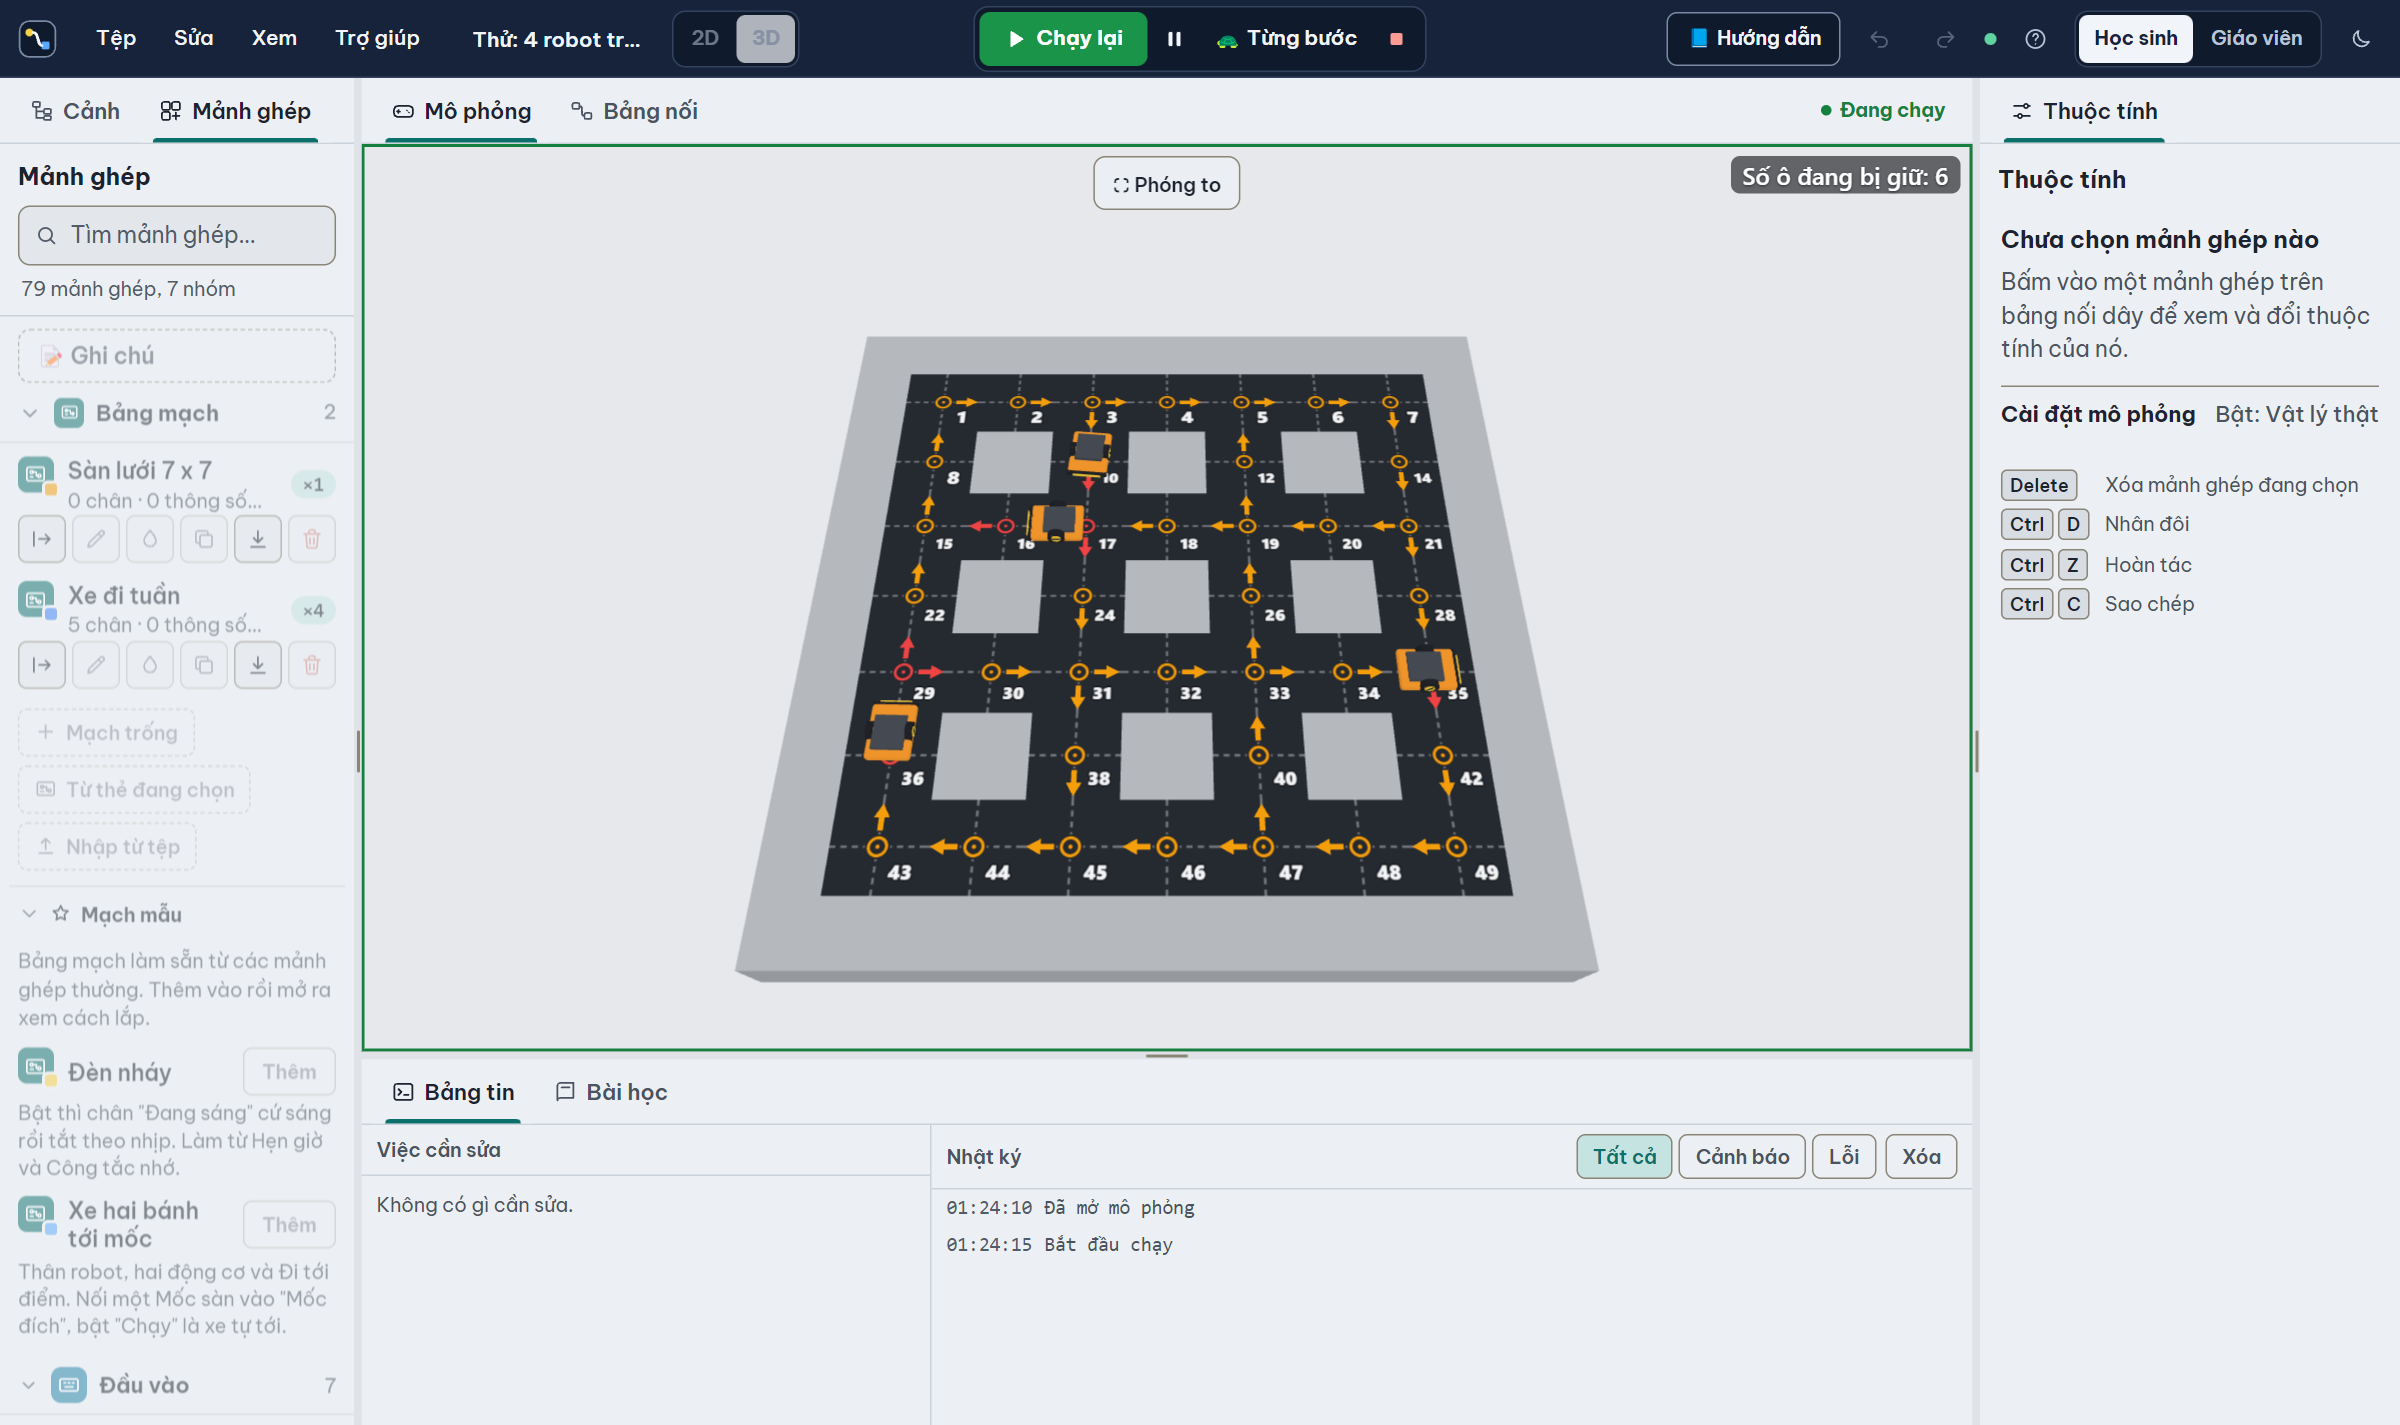 Tệp
Sửa
Xem
Trợ giúp
Thử: 4 robot tr...
2D
3D
Chạy lại
Từng bước
Hướng dẫn
Học sinh
Giáo viên
Cảnh
Mảnh ghép
Mảnh ghép
Tìm mảnh ghép...
79 mảnh ghép, 7 nhóm
Ghi chú
Bảng mạch
2
Sàn lưới 7 x 7
0 chân · 0 thông số...
×1
Xe đi tuần
5 chân · 0 thông số...
×4
Mạch trống
Từ thẻ đang chọn
Nhập từ tệp
Mạch mẫu
Bảng mạch làm sẵn từ các mảnh
ghép thường. Thêm vào rồi mở ra
xem cách lắp.
Đèn nháy
Thêm
Bật thì chân "Đang sáng" cứ sáng
rồi tắt theo nhịp. Làm từ Hẹn giờ
và Công tắc nhớ.
Xe hai bánh
tới mốc
Thêm
Thân robot, hai động cơ và Đi tới
điểm. Nối một Mốc sàn vào "Mốc
đích", bật "Chạy" là xe tự tới.
Đầu vào
7
Mô phỏng
Bảng nối
Đang chạy
Phóng to
Số ô đang bị giữ: 6
1 2 3 4 5 6 7
8 10 12 14
15 16 17 18 19 20 21
22 24 26 28
29 30 31 32 33 34 35
36 38 40 42
43 44 45 46 47 48 49
Bảng tin
Bài học
Việc cần sửa
Không có gì cần sửa.
Nhật ký
Tất cả
Cảnh báo
Lỗi
Xóa
01:24:10 Đã mở mô phỏng
01:24:15 Bắt đầu chạy
Thuộc tính
Thuộc tính
Chưa chọn mảnh ghép nào
Bấm vào một mảnh ghép trên
bảng nối dây để xem và đổi thuộc
tính của nó.
Cài đặt mô phỏng
Bật: Vật lý thật
Delete Xóa mảnh ghép đang chọn
Ctrl D Nhân đôi
Ctrl Z Hoàn tác
Ctrl C Sao chép